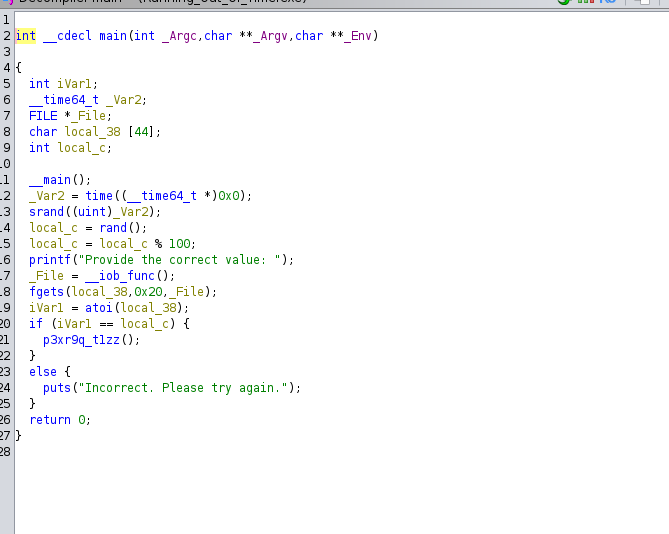 1
2 int __cdecl main(int _Argc,char **_Argv,char **_Env)
3
4 {
5 int iVar1;
6 __time64_t _Var2;
7 FILE *_File;
8 char local_38 [44];
9 int local_c;
10
11 __main();
12 _Var2 = time((__time64_t *)0x0);
13 srand((uint)_Var2);
14 local_c = rand();
15 local_c = local_c % 100;
16 printf("Provide the correct value: ");
17 _File = __iob_func();
18 fgets(local_38,0x20,_File);
19 iVar1 = atoi(local_38);
20 if (iVar1 == local_c) {
21 p3xr9q_t1zz();
22 }
23 else {
24 puts("Incorrect. Please try again.");
25 }
26 return 0;
27 }
28